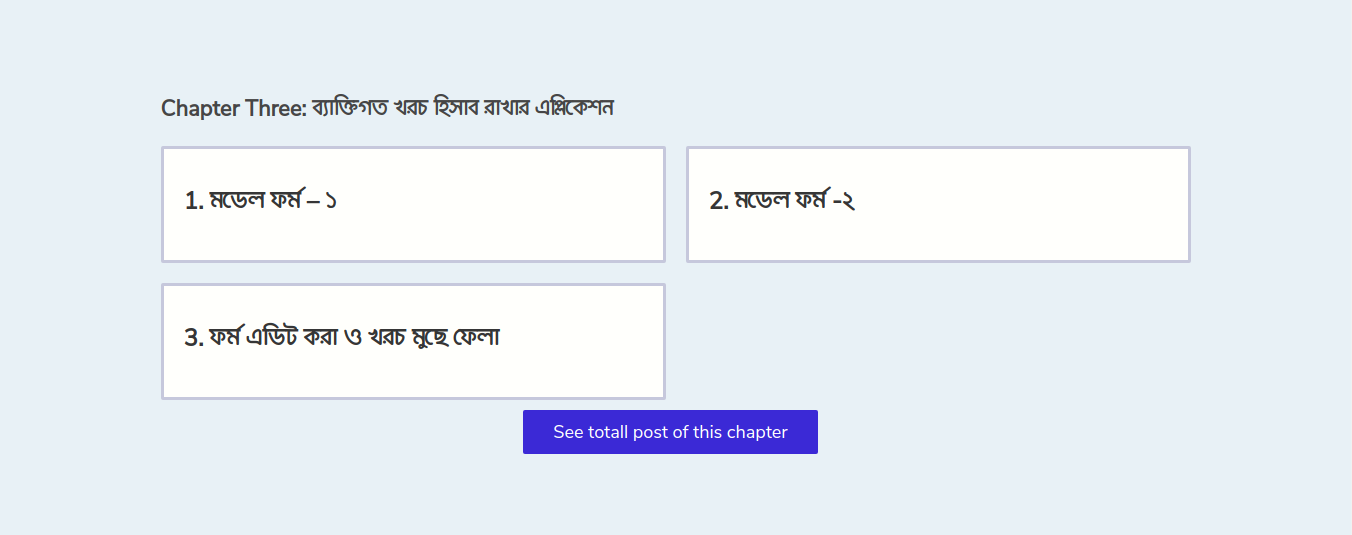 Chapter Three: ব্যাক্তিগত খরচ হিসাব রাখার এপ্লিকেশন
1. মডেল ফর্ম – ১
2. মডেল ফর্ম -২
3. ফর্ম এডিট করা ও খরচ মুছে ফেলা
See totall post of this chapter